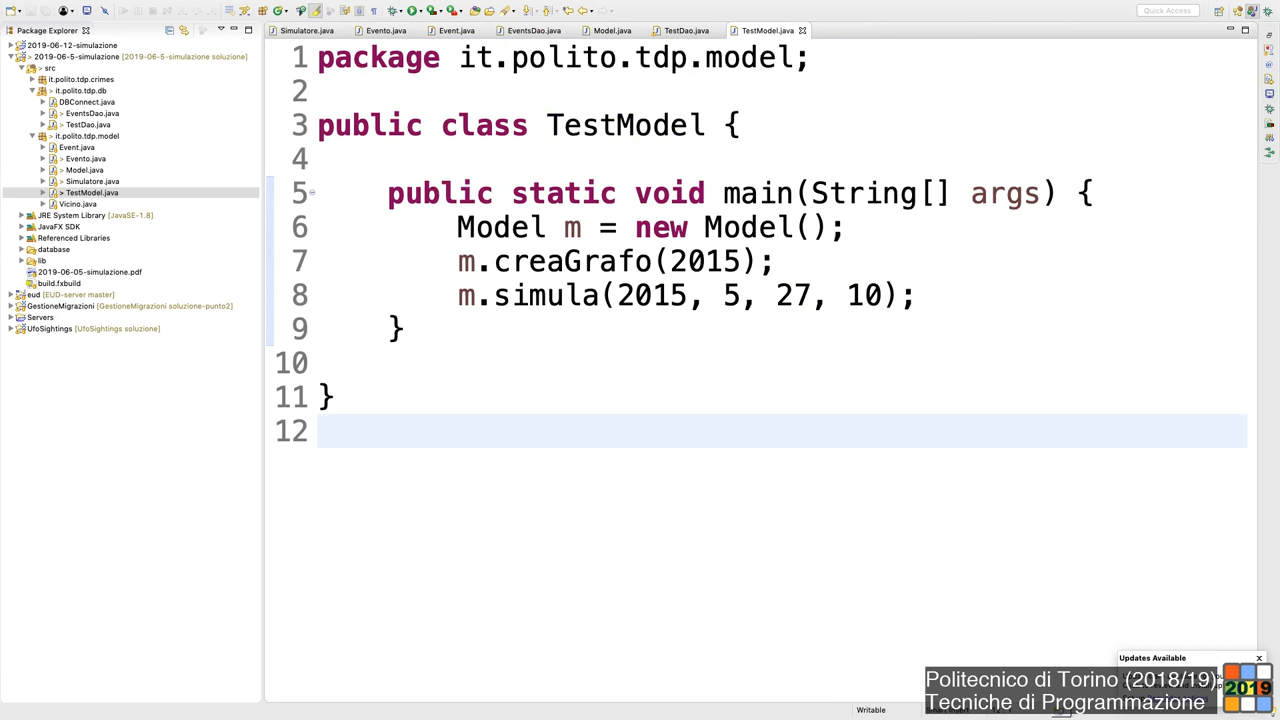 Quick Access
Package Explorer
Simulatore.java
Evento.java
Event.java
EventsDao.java
Model.java
TestDao.java
TestModel.java
2019-06-12-simulazione
> 2019-06-5-simulazione [2019-06-5-simulazione soluzione]
> src
it.polito.tdp.crimes
> it.polito.tdp.db
DBConnect.java
> EventsDao.java
> TestDao.java
> it.polito.tdp.model
Event.java
> Evento.java
> Model.java
> Simulatore.java
> TestModel.java
Vicino.java
JRE System Library [JavaSE-1.8]
JavaFX SDK
Referenced Libraries
database
lib
2019-06-05-simulazione.pdf
build.fxbuild
eud [EUD-server master]
GestioneMigrazioni [GestioneMigrazioni soluzione-punto2]
Servers
UfoSightings [UfoSightings soluzione]
1 package it.polito.tdp.model;
2
3 public class TestModel {
4
5 public static void main(String[] args) {
6 Model m = new Model();
7 m.creaGrafo(2015);
8 m.simula(2015, 5, 27, 10);
9 }
10
11 }
12
Updates Available
Politecnico di Torino (2018/19)
Tecniche di Programmazione
2019
Writable